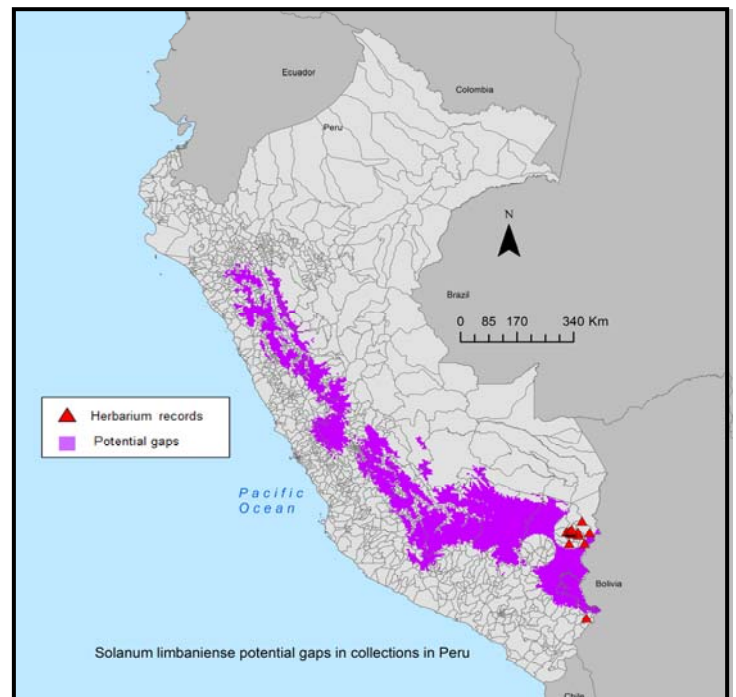 Ecuador
Colombia
Peru
N
Brazil
0 85 170 340 Km
Herbarium records
Potential gaps
Pacific
Ocean
Bolivia
Solanum limbaniense potential gaps in collections in Peru
Chile